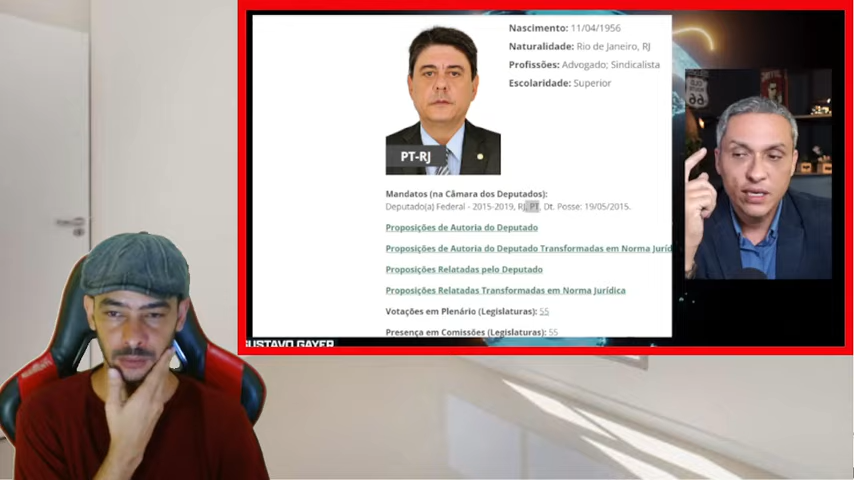 Nascimento: 11/04/1956
Naturalidade: Rio de Janeiro, RJ
Profissões: Advogado; Sindicalista
Escolaridade: Superior
PT-RJ
Mandatos (na Câmara dos Deputados):
Deputado(a) Federal - 2015-2019, RJ, PT, Dt. Posse: 19/05/2015.
Proposições de Autoria do Deputado
Proposições de Autoria do Deputado Transformadas em Norma Juríd
Proposições Relatadas pelo Deputado
Proposições Relatadas Transformadas em Norma Jurídica
Votações em Plenário (Legislaturas): 55
Presença em Comissões (Legislaturas): 55
GUSTAVO GAYER
66